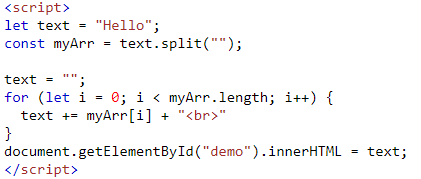 <script>
let text = "Hello";
const myArr = text.split("");

text = "";
for (let i = 0; i < myArr.length; i++) {
  text += myArr[i] + "<br>"
}
document.getElementById("demo").innerHTML = text;
</script>